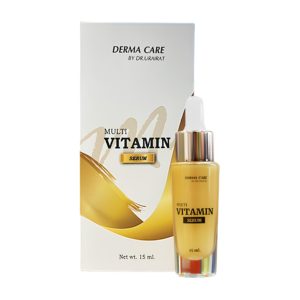 DERMA CARE
BY DR.URAIRAT
MULTI
VITAMIN
SERUM
Net wt. 15 ml.
DERMA CARE
MULTI
VITAMIN
SERUM
15 ml.